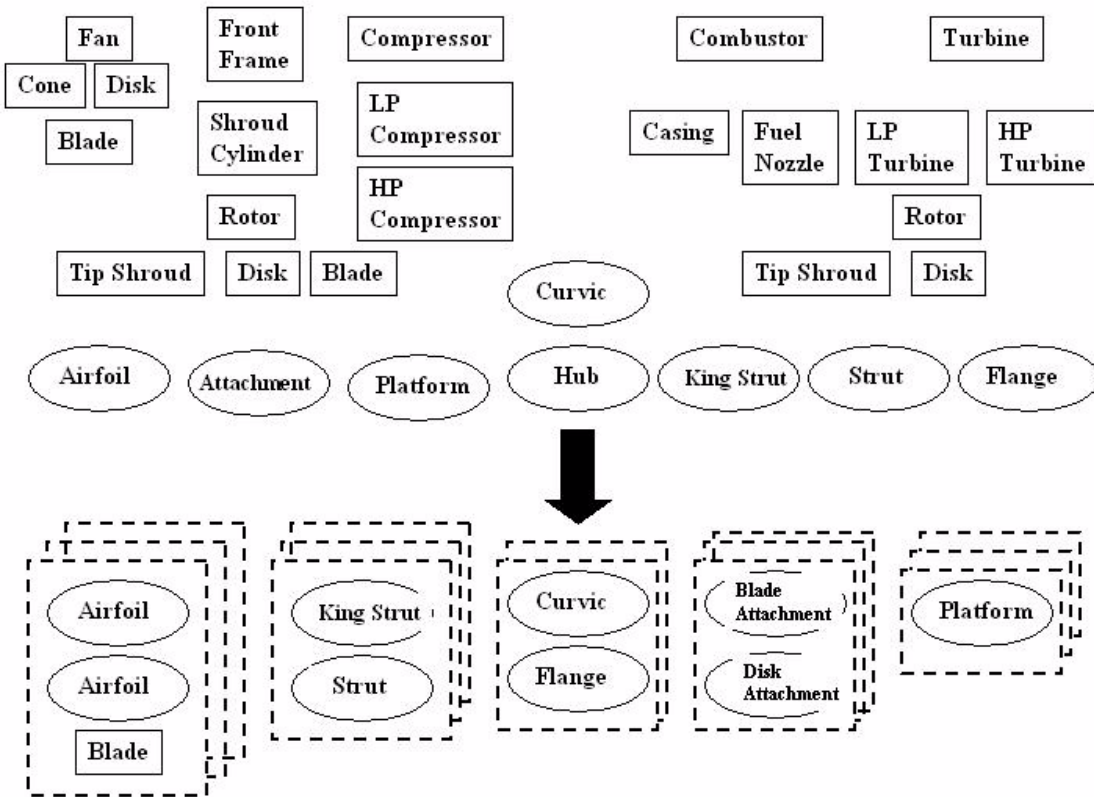 Fan
Front
Frame
Compressor
Combustor
Turbine
Cone
Disk
Blade
Shroud
Cylinder
LP
Compressor
HP
Compressor
Casing
Fuel
Nozzle
LP
Turbine
HP
Turbine
Rotor
Rotor
Tip Shroud
Disk
Blade
Tip Shroud
Disk
Curvic
Airfoil
Attachment
Platform
Hub
King Strut
Strut
Flange
Airfoil
Airfoil
Blade
King Strut
Strut
Curvic
Flange
Blade
Attachment
Disk
Attachment
Platform